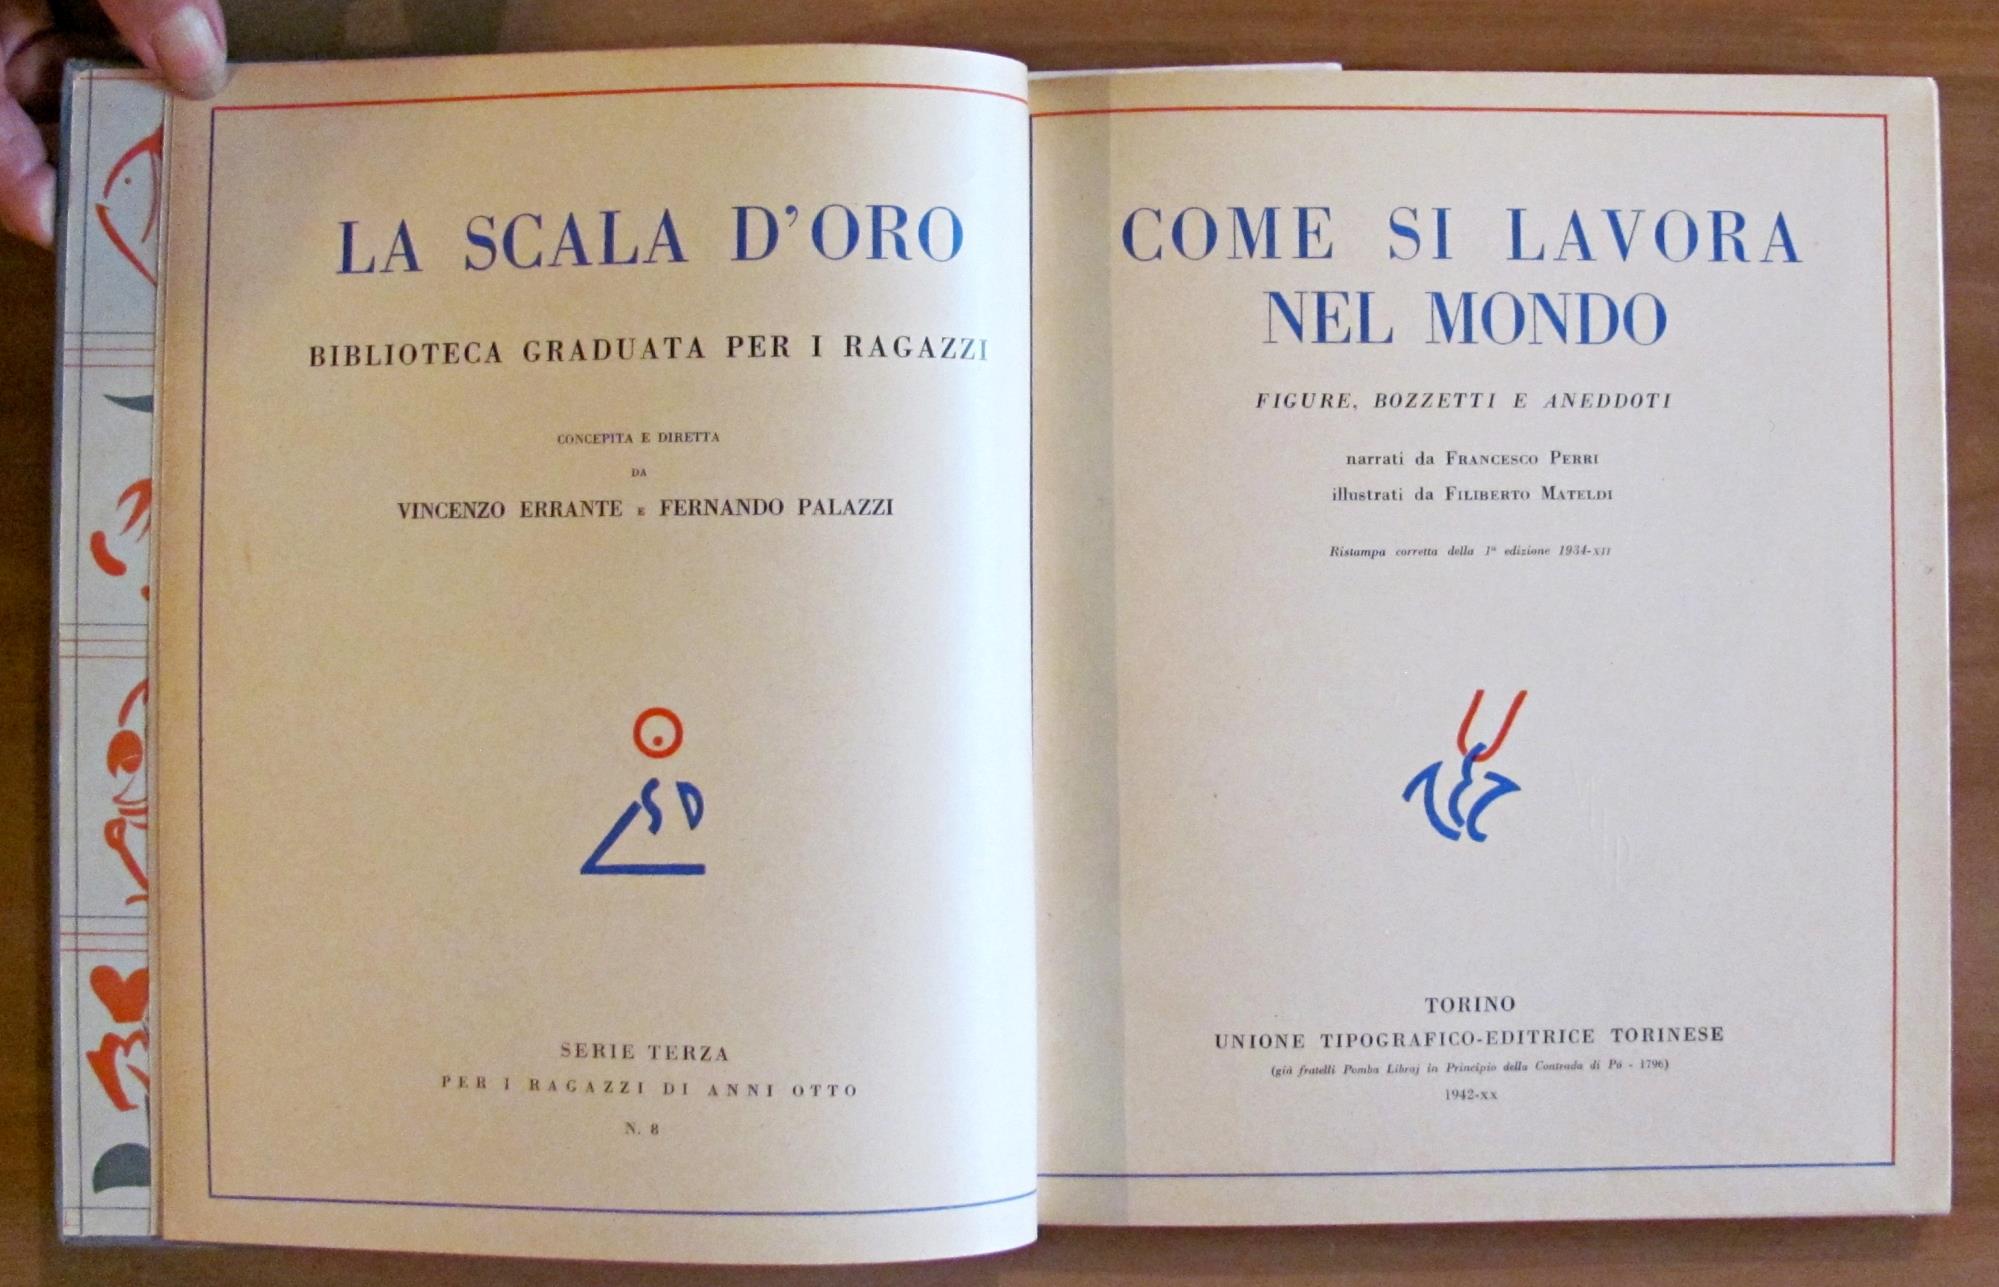 LA SCALA D'ORO
BIBLIOTECA GRADUATA PER I RAGAZZI
CONCEPITA E DIRETTA
DA
VINCENZO ERRANTE E FERNANDO PALAZZI
SD
SERIE TERZA
PER I RAGAZZI DI ANNI OTTO
N. 8
COME SI LAVORA
NEL MONDO
FIGURE, BOZZETTI E ANEDDOTI
narrati da FRANCESCO PERRI
illustrati da FILIBERTO MATELDI
Ristampa corretta della 1ª edizione 1934-XII
TORINO
UNIONE TIPOGRAFICO-EDITRICE TORINESE
(già fratelli Pomba Libraj in Principio della Contrada di Pò - 1796)
1942-XX